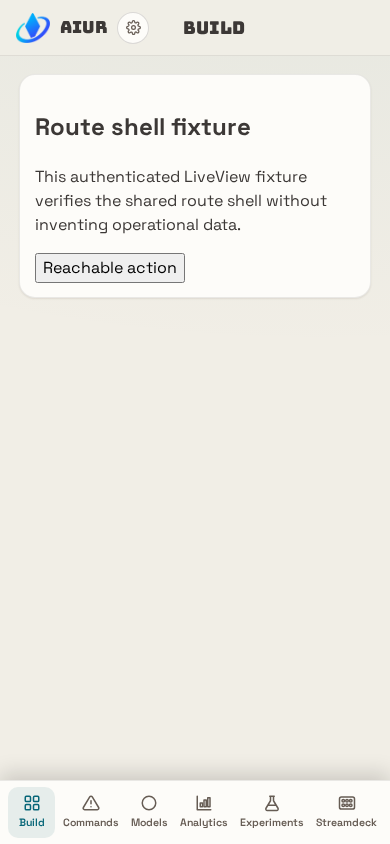 AIUR
BUILD
Route shell fixture
This authenticated LiveView fixture
verifies the shared route shell without
inventing operational data.
Reachable action
Build
Commands
Models
Analytics
Experiments
Streamdeck